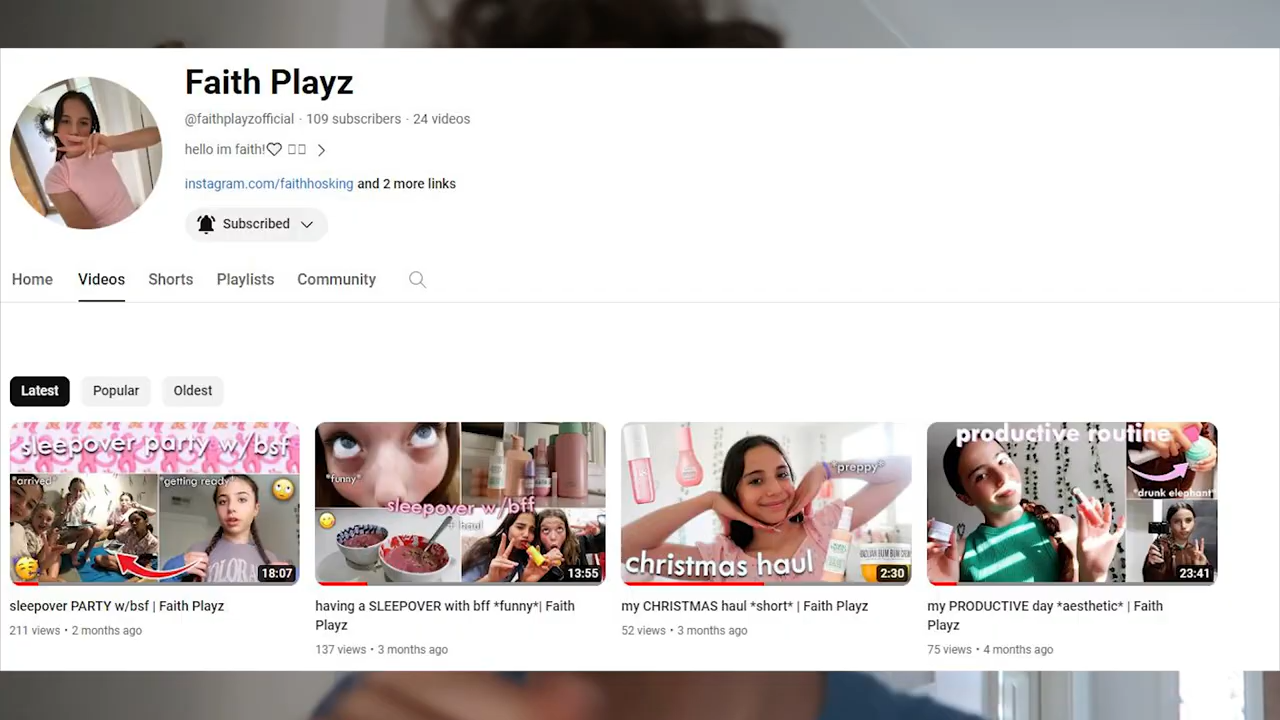 Faith Playz
@faithplayzofficial · 109 subscribers · 24 videos
hello im faith!♡ 
instagram.com/faithhosking and 2 more links
Subscribed
Home Videos Shorts Playlists Community
Latest Popular Oldest
sleepover party w/bsf
*arrived*
*getting ready*
18:07
*funny*
sleepover w/bff
+ haul
13:55
*preppy*
christmas haul
2:30
productive routine
*drunk elephant*
23:41
sleepover PARTY w/bsf | Faith Playz
211 views • 2 months ago
having a SLEEPOVER with bff *funny*| Faith
Playz
137 views • 3 months ago
my CHRISTMAS haul *short* | Faith Playz
52 views • 3 months ago
my PRODUCTIVE day *aesthetic* | Faith
Playz
75 views • 4 months ago